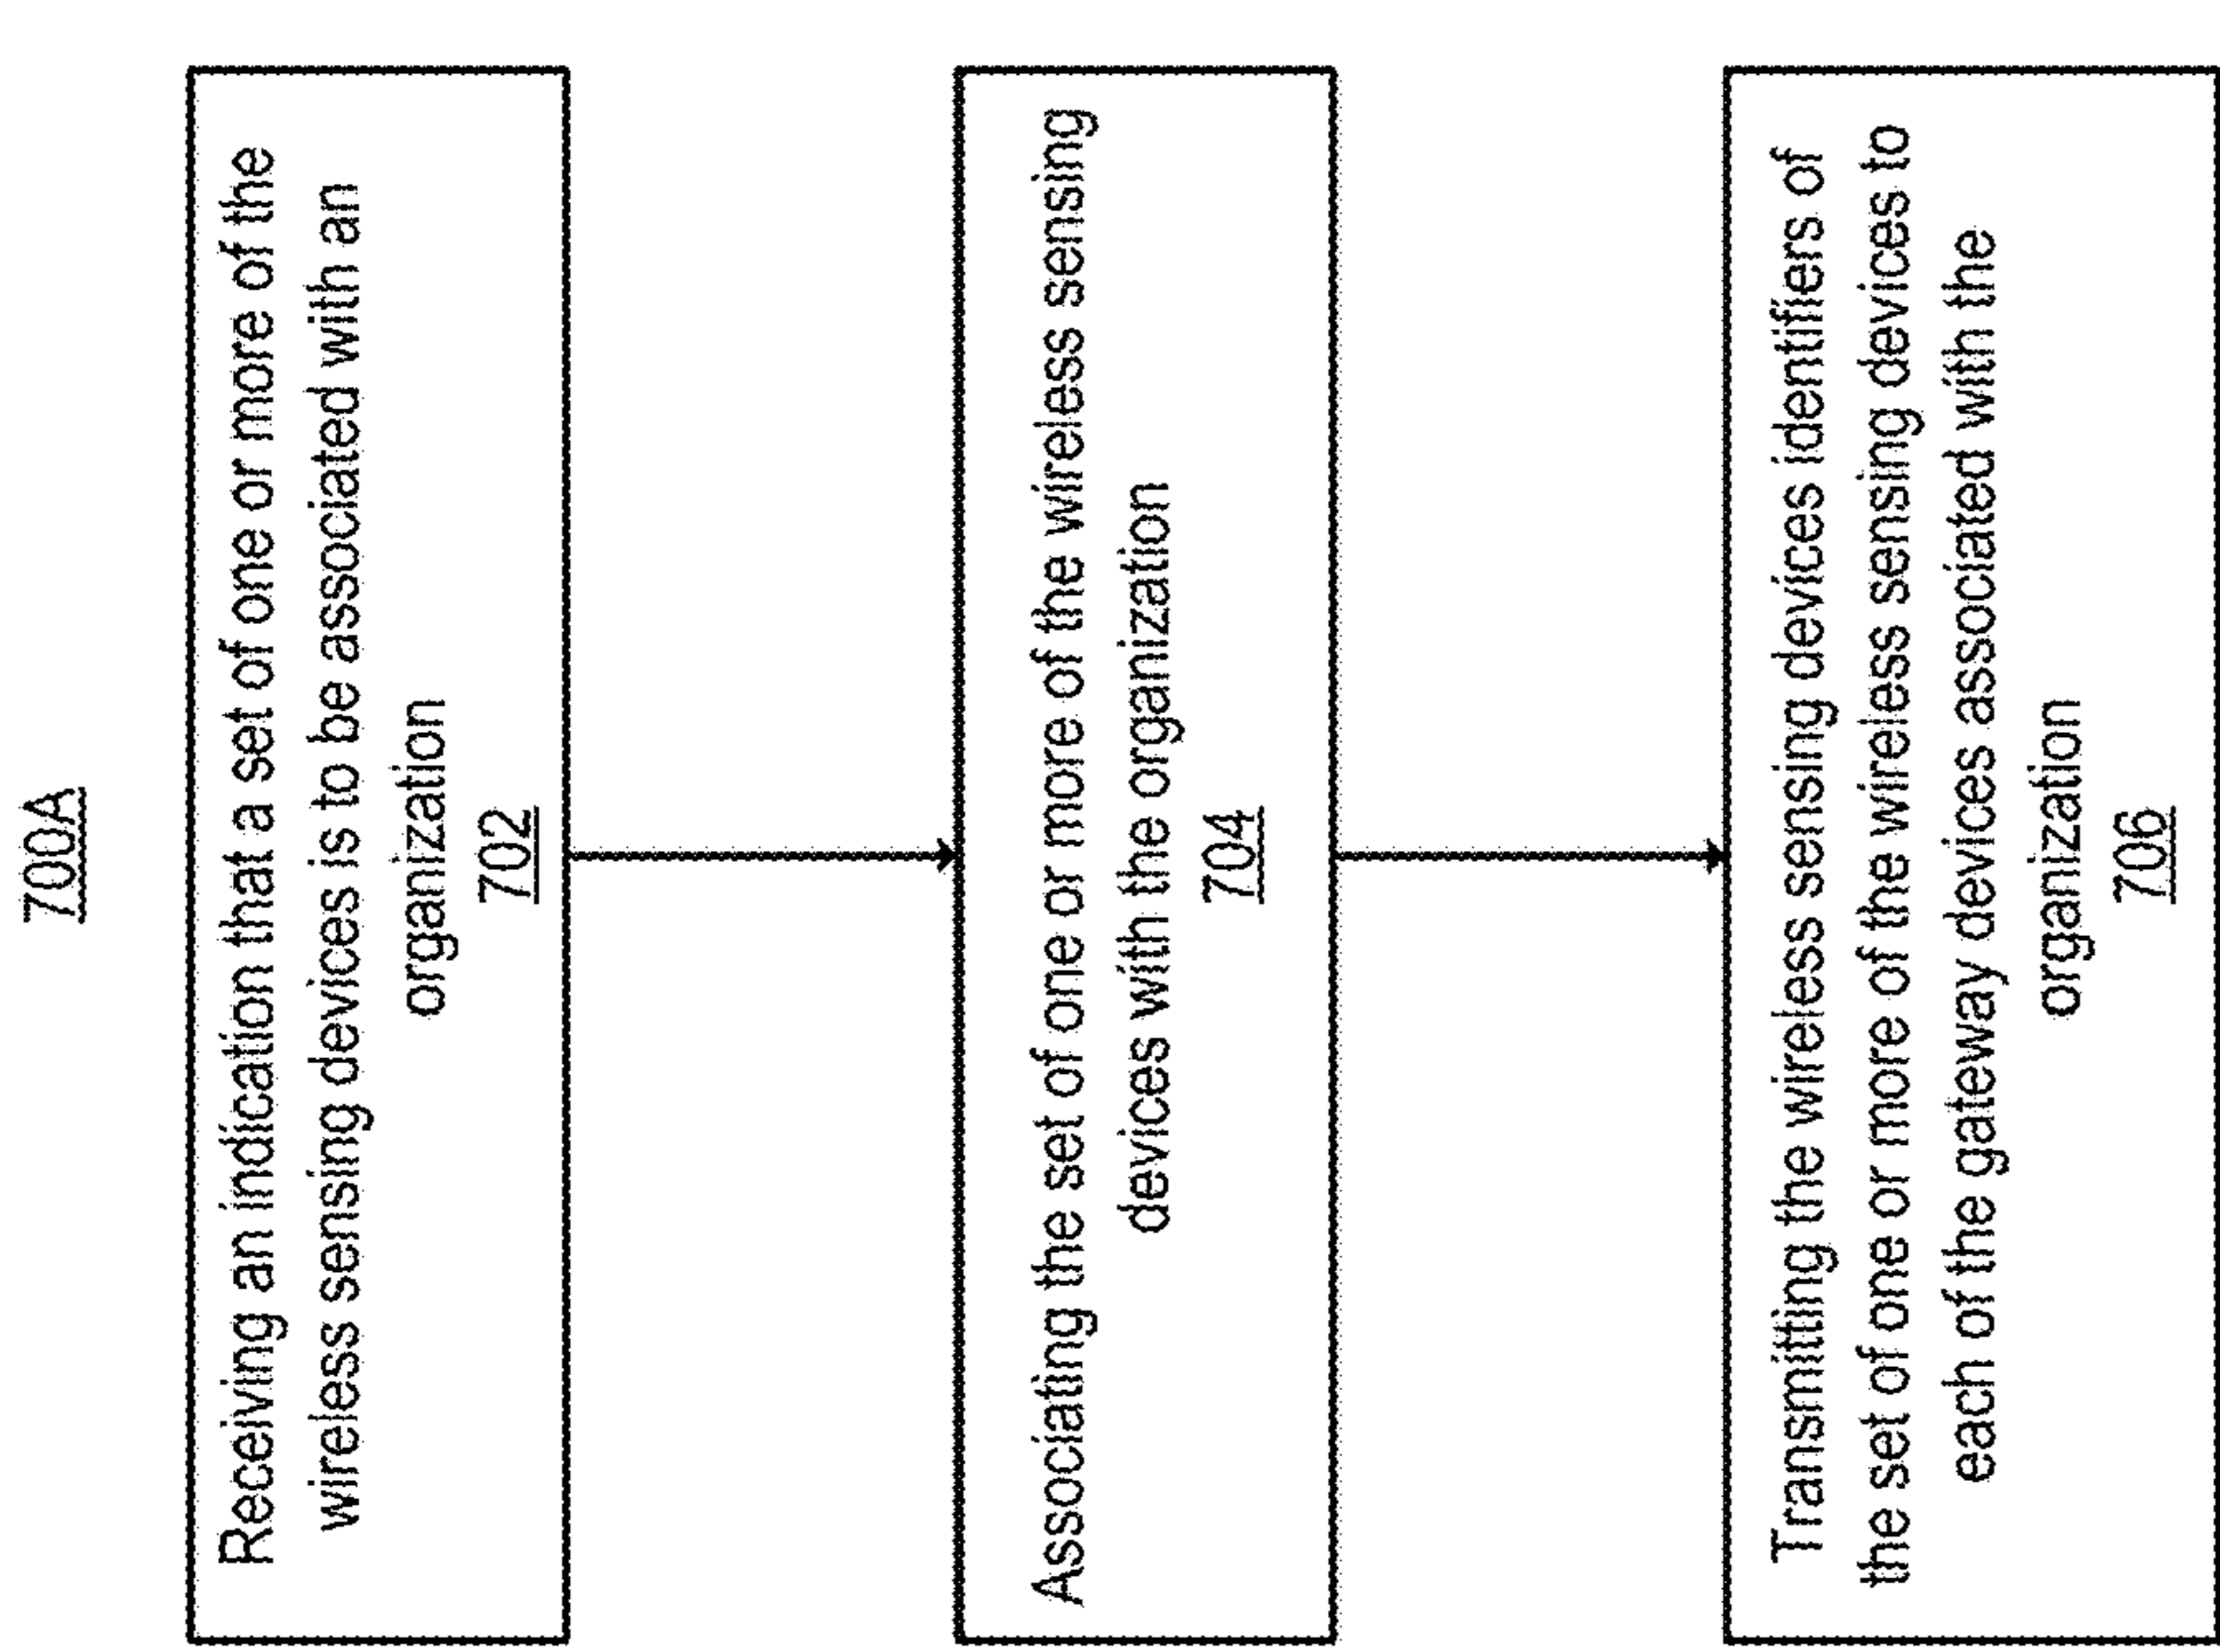 700A
Receiving an indication that a set of one or more of the
wireless sensing devices is to be associated with an
organization
702
Associating the set of one or more of the wireless sensing
devices with the organization
704
Transmitting the wireless sensing devices identifiers of
the set of one or more of the wireless sensing devices to
each of the gateway devices associated with the
organization
706